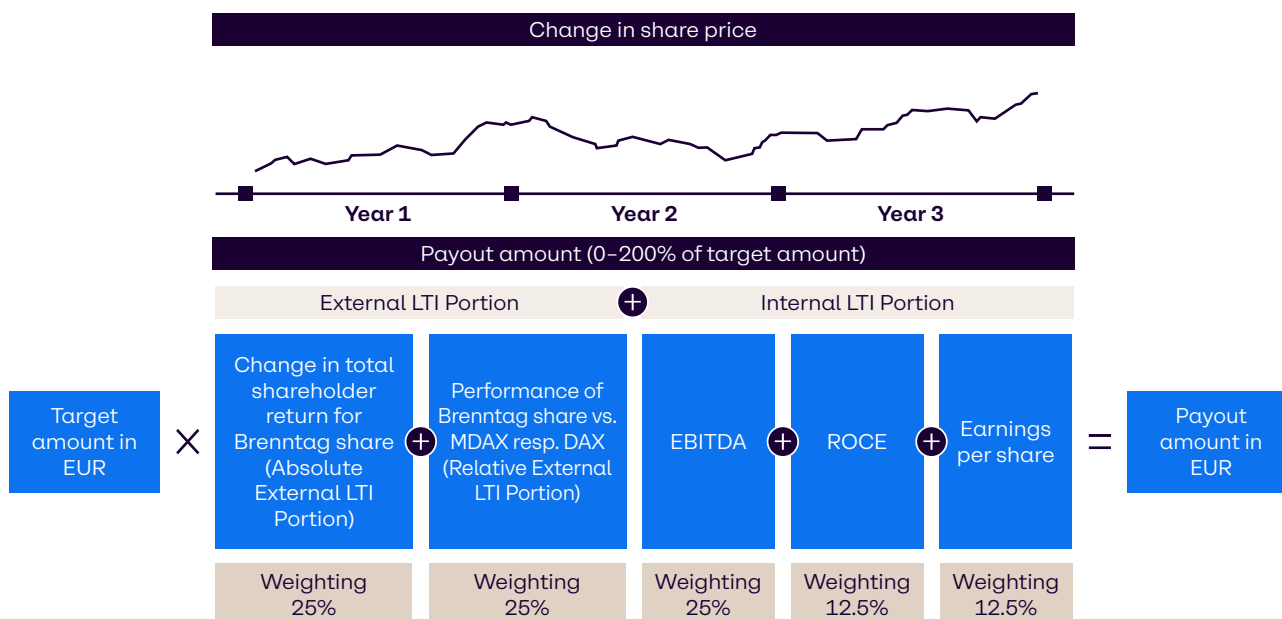 Change in share price
Year 1
Year 2
Year 3
Payout amount (0–200% of target amount)
External LTI Portion
+
Internal LTI Portion
Target
amount in
EUR
×
Change in total
shareholder
return for
Brenntag share
(Absolute
External LTI
Portion)
+
Performance of
Brenntag share vs.
MDAX resp. DAX
(Relative External
LTI Portion)
EBITDA
+
ROCE
+
Earnings
per share
=
Payout
amount in
EUR
Weighting
25%
Weighting
25%
Weighting
25%
Weighting
12.5%
Weighting
12.5%